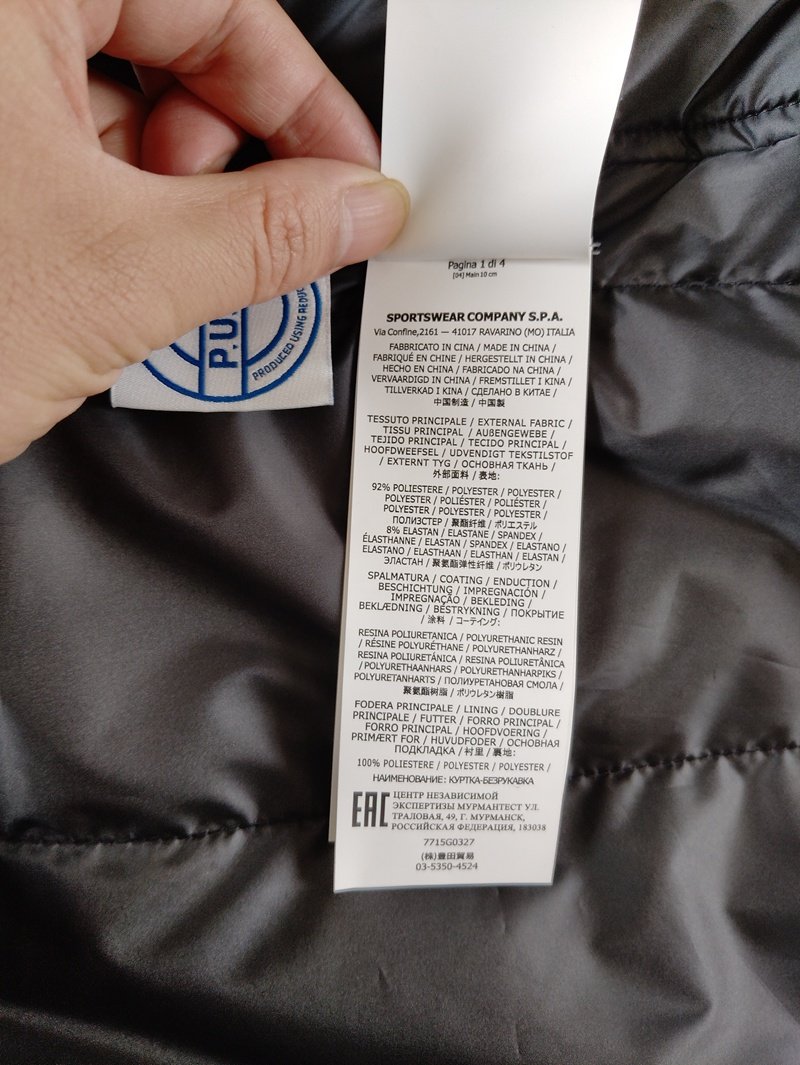 Pagina 1 di 4
[04] Main 10 cm
SPORTSWEAR COMPANY S.P.A.
Via Confine,2161 — 41017 RAVARINO (MO) ITALIA
FABBRICATO IN CINA / MADE IN CHINA /
FABRIQUÉ EN CHINE / HERGESTELLT IN CHINA /
HECHO EN CHINA / FABRICADO NA CHINA /
VERVAARDIGD IN CHINA / FREMSTILLET I KINA /
TILLVERKAD I KINA / СДЕЛАНО В КИТАЕ /
中国制造 / 中国製
TESSUTO PRINCIPALE / EXTERNAL FABRIC /
TISSU PRINCIPAL / AUßENGEWEBE /
TEJIDO PRINCIPAL / TECIDO PRINCIPAL /
HOOFDWEEFSEL / UDVENDIGT TEKSTILSTOF
/ EXTERNT TYG / ОСНОВНАЯ ТКАНЬ /
外部面料 / 表地:
92% POLIESTERE / POLYESTER / POLYESTER /
POLYESTER / POLIÉSTER / POLIÉSTER /
POLYESTER / POLYESTER / POLYESTER /
ПОЛИЭСТЕР / 聚酯纤维 / ポリエステル
8% ELASTAN / ELASTANE / SPANDEX /
ÉLASTHANNE / ELASTAN / SPANDEX / ELASTANO /
ELASTANO / ELASTHAAN / ELASTHAN / ELASTAN /
ЭЛАСТАН / 聚氨酯弹性纤维 / ポリウレタン
SPALMATURA / COATING / ENDUCTION /
BESCHICHTUNG / IMPREGNACIÓN /
IMPREGNAÇÃO / BEKLEDING /
BEKLÆDNING / BESTRYKNING / ПОКРЫТИЕ
/ 涂料 / コーテイング:
RESINA POLIURETANICA / POLYURETHANIC RESIN
/ RÉSINE POLYURÉTHANE / POLYURETHANHARZ /
RESINA POLIURETÁNICA / RESINA POLIURETÂNICA
/ POLYURETHAANHARS / POLYURETHANHARPIKS /
POLYURETANHARTS / ПОЛИУРЕТАНОВАЯ СМОЛА /
聚氨酯树脂 / ポリウレタン樹脂
FODERA PRINCIPALE / LINING / DOUBLURE
PRINCIPALE / FUTTER / FORRO PRINCIPAL /
FORRO PRINCIPAL / HOOFDVOERING /
PRIMÆRT FOR / HUVUDFODER / ОСНОВНАЯ
ПОДКЛАДКА / 衬里 / 裏地:
100% POLIESTERE / POLYESTER / POLYESTER /
НАИМЕНОВАНИЕ: КУРТКА-БЕЗРУКАВКА
EAC
ЦЕНТР НЕЗАВИСИМОЙ
ЭКСПЕРТИЗЫ МУРМАНТЕСТ УЛ.
ТРАЛОВАЯ, 49, Г. МУРМАНСК,
РОССИЙСКАЯ ФЕДЕРАЦИЯ, 183038
7715G0327
(株)豊田貿易
03-5350-4524
P.U.
PRODUCED USING